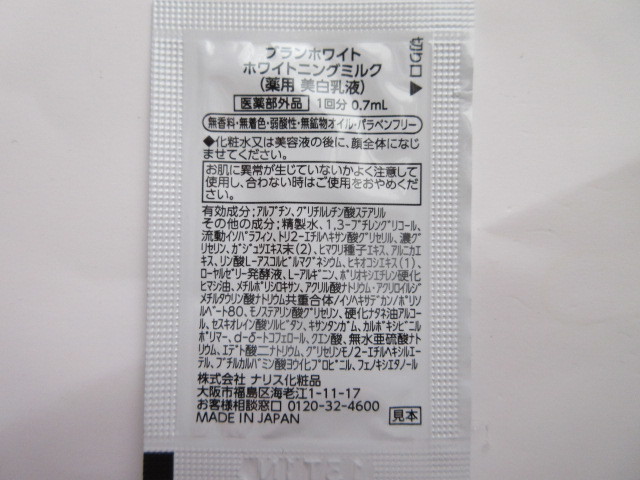 切り口▲
ブランホワイト
ホワイトニングミルク
(薬用 美白乳液)
医薬部外品 1回分 0.7mL
無香料・無着色・弱酸性・無鉱物オイル・パラベンフリー
◆化粧水又は美容液の後に、顔全体になじ
ませてください。
お肌に異常が生じていないかよく注意して
使用し、合わない時はご使用をおやめくだ
さい。
有効成分:アルブチン、グリチルレチン酸ステアリル
その他の成分:精製水、1,3-ブチレングリコール、
流動イソパラフィン、トリ2-エチルヘキサン酸グリセリル、濃グ
リセリン、ガジュツエキス末(2)、ヒマワリ種子エキス、アルニカエ
キス、リン酸L-アスコルビルマグネシウム、ヒキオコシエキス(1)、
ローヤルゼリー発酵液、L-アルギニン、ポリオキシエチレン硬化
ヒマシ油、メチルポリシロキサン、アクリル酸ナトリウム・アクリロイルジ
メチルタウリン酸ナトリウム共重合体/イソヘキサデカン/ポリソ
ルベート80、モノステアリン酸グリセリン、硬化ナタネ油アルコー
ル、セスキオレイン酸ソルビタン、キサンタンガム、カルボキシビニル
ポリマー、d-δ-トコフェロール、クエン酸、無水亜硫酸ナト
リウム、エデト酸二ナトリウム、グリセリンモノ2-エチルヘキシルエー
テル、ブチルカルバミン酸ヨウ化プロピニル、フェノキシエタノール
株式会社 ナリス化粧品
大阪市福島区海老江1-11-17
お客様相談窓口 0120-32-4600
MADE IN JAPAN 見本